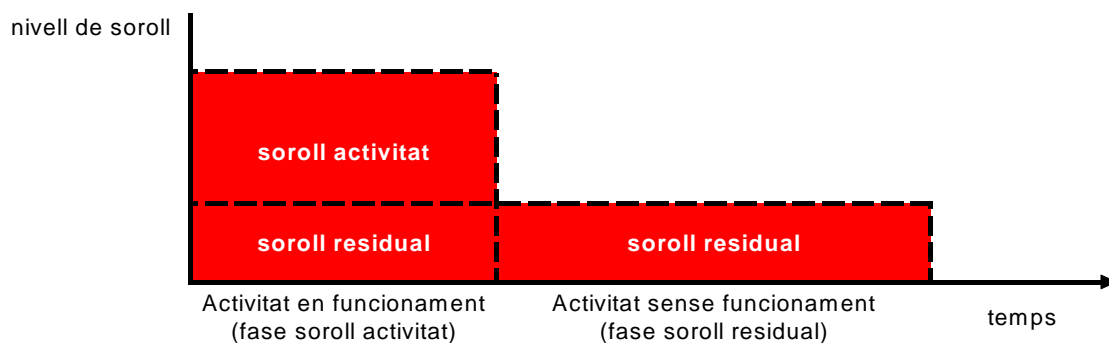 nivell de soroll
soroll activitat
soroll residual
soroll residual
Activitat en funcionament
(fase soroll activitat)
Activitat sense funcionament
(fase soroll residual)
temps